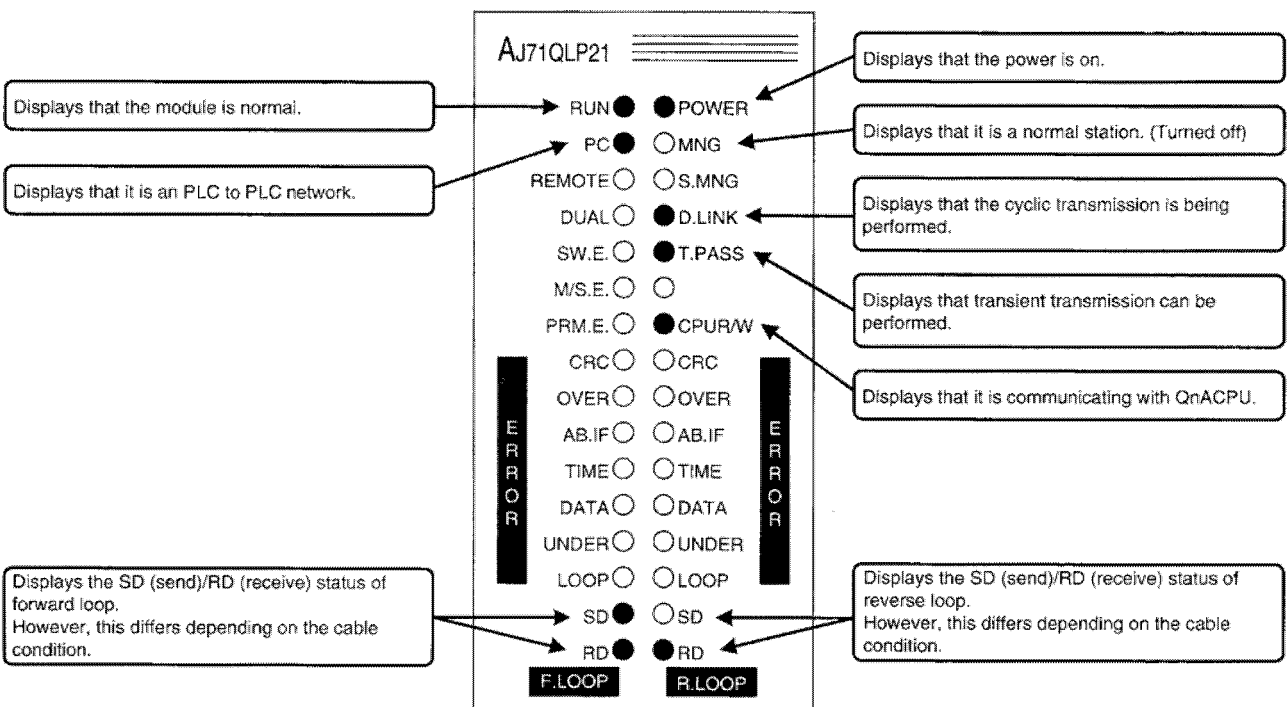 AJ71QLP21
Displays that the module is normal.
Displays that it is an PLC to PLC network.
Displays the SD (send)/RD (receive) status of
forward loop.
However, this differs depending on the cable
condition.
RUN
PC
REMOTE
DUAL
SW.E.
M/S.E.
PRM.E.
CRC
OVER
AB.IF
TIME
DATA
UNDER
LOOP
SD
RD
ERROR
F.LOOP
POWER
MNG
S.MNG
D.LINK
T.PASS
CPUR/W
CRC
OVER
AB.IF
TIME
DATA
UNDER
LOOP
SD
RD
ERROR
R.LOOP
Displays that the power is on.
Displays that it is a normal station. (Turned off)
Displays that the cyclic transmission is being
performed.
Displays that transient transmission can be
performed.
Displays that it is communicating with QnACPU.
Displays the SD (send)/RD (receive) status of
reverse loop.
However, this differs depending on the cable
condition.